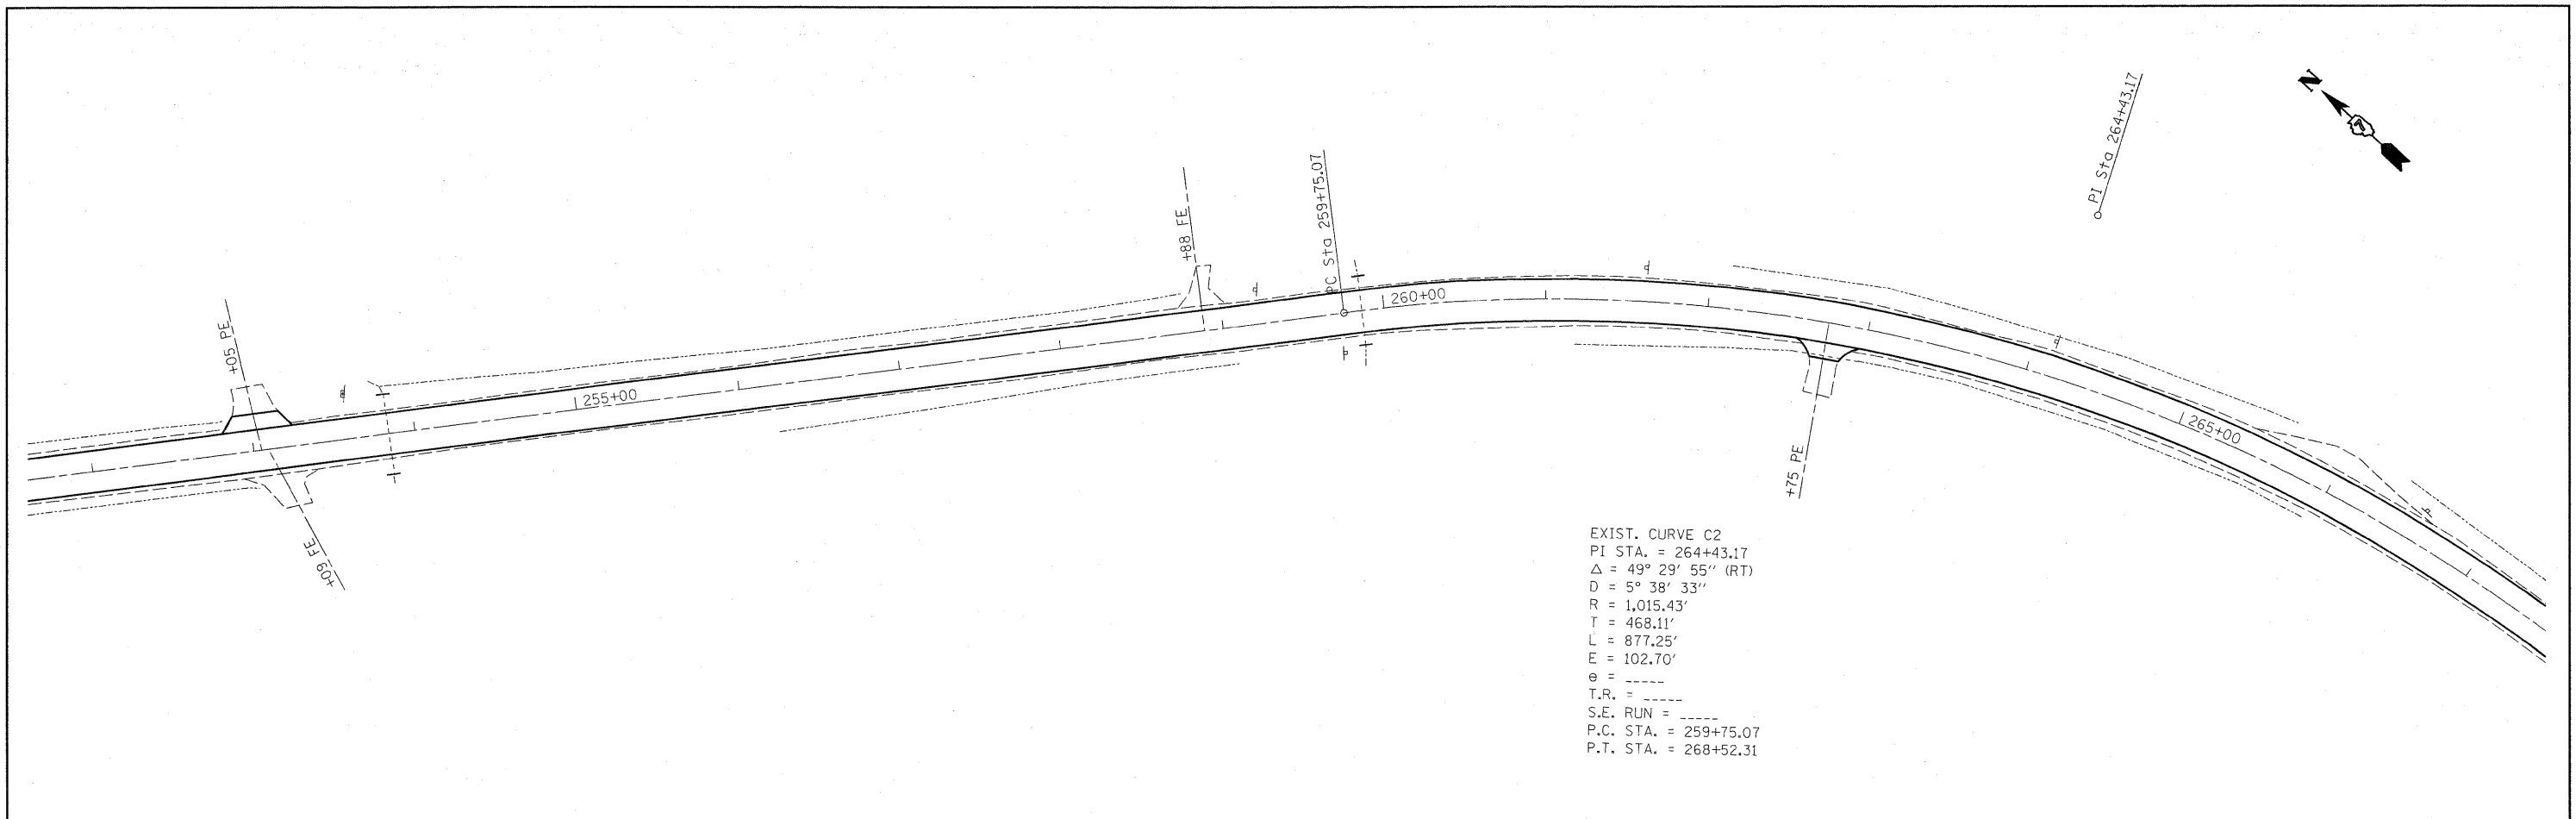 N
PI Sta 264+43.17
PC Sta 259+75.07
+88 FE
+05 PE
260+00
255+00
265+00
+75 PE
+09 FE
EXIST. CURVE C2
PI STA. = 264+43.17
Δ = 49° 29' 55'' (RT)
D = 5° 38' 33''
R = 1,015.43'
T = 468.11'
L = 877.25'
E = 102.70'
e = _____
T.R. = _____
S.E. RUN = _____
P.C. STA. = 259+75.07
P.T. STA. = 268+52.31